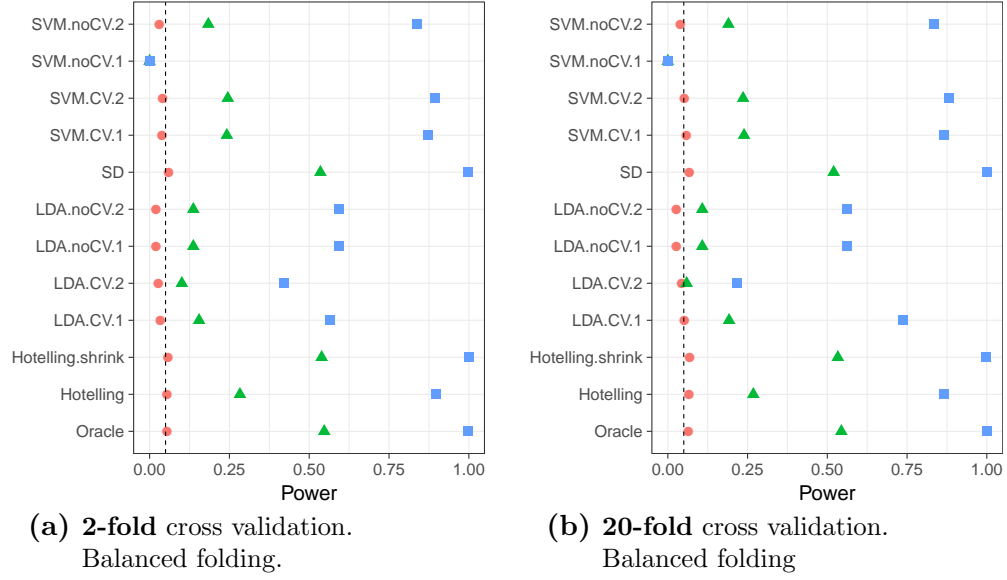 SVM.noCV.2
SVM.noCV.1
SVM.CV.2
SVM.CV.1
SD
LDA.noCV.2
LDA.noCV.1
LDA.CV.2
LDA.CV.1
Hotelling.shrink
Hotelling
Oracle
0.00 0.25 0.50 0.75 1.00
Power
(a) 2-fold cross validation.
Balanced folding.
SVM.noCV.2
SVM.noCV.1
SVM.CV.2
SVM.CV.1
SD
LDA.noCV.2
LDA.noCV.1
LDA.CV.2
LDA.CV.1
Hotelling.shrink
Hotelling
Oracle
0.00 0.25 0.50 0.75 1.00
Power
(b) 20-fold cross validation.
Balanced folding